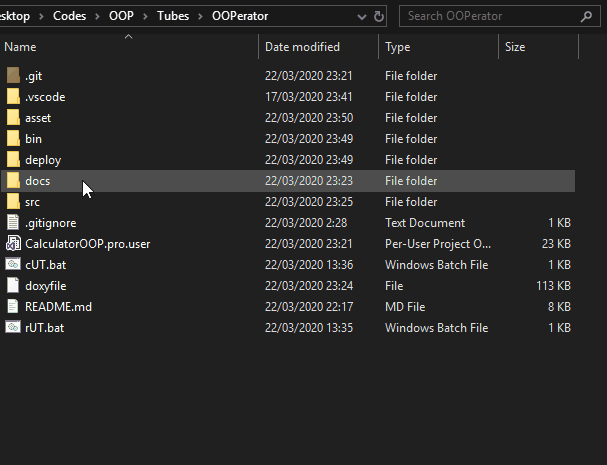 esktop > Codes > OOP > Tubes > OOPerator Search OOPerator
Name Date modified Type Size
.git 22/03/2020 23:21 File folder
.vscode 17/03/2020 23:41 File folder
asset 22/03/2020 23:50 File folder
bin 22/03/2020 23:49 File folder
deploy 22/03/2020 23:49 File folder
docs 22/03/2020 23:23 File folder
src 22/03/2020 23:25 File folder
.gitignore 22/03/2020 2:28 Text Document 1 KB
CalculatorOOP.pro.user 22/03/2020 23:21 Per-User Project O... 23 KB
cUT.bat 22/03/2020 13:36 Windows Batch File 1 KB
doxyfile 22/03/2020 23:24 File 113 KB
README.md 22/03/2020 22:17 MD File 8 KB
rUT.bat 22/03/2020 13:35 Windows Batch File 1 KB